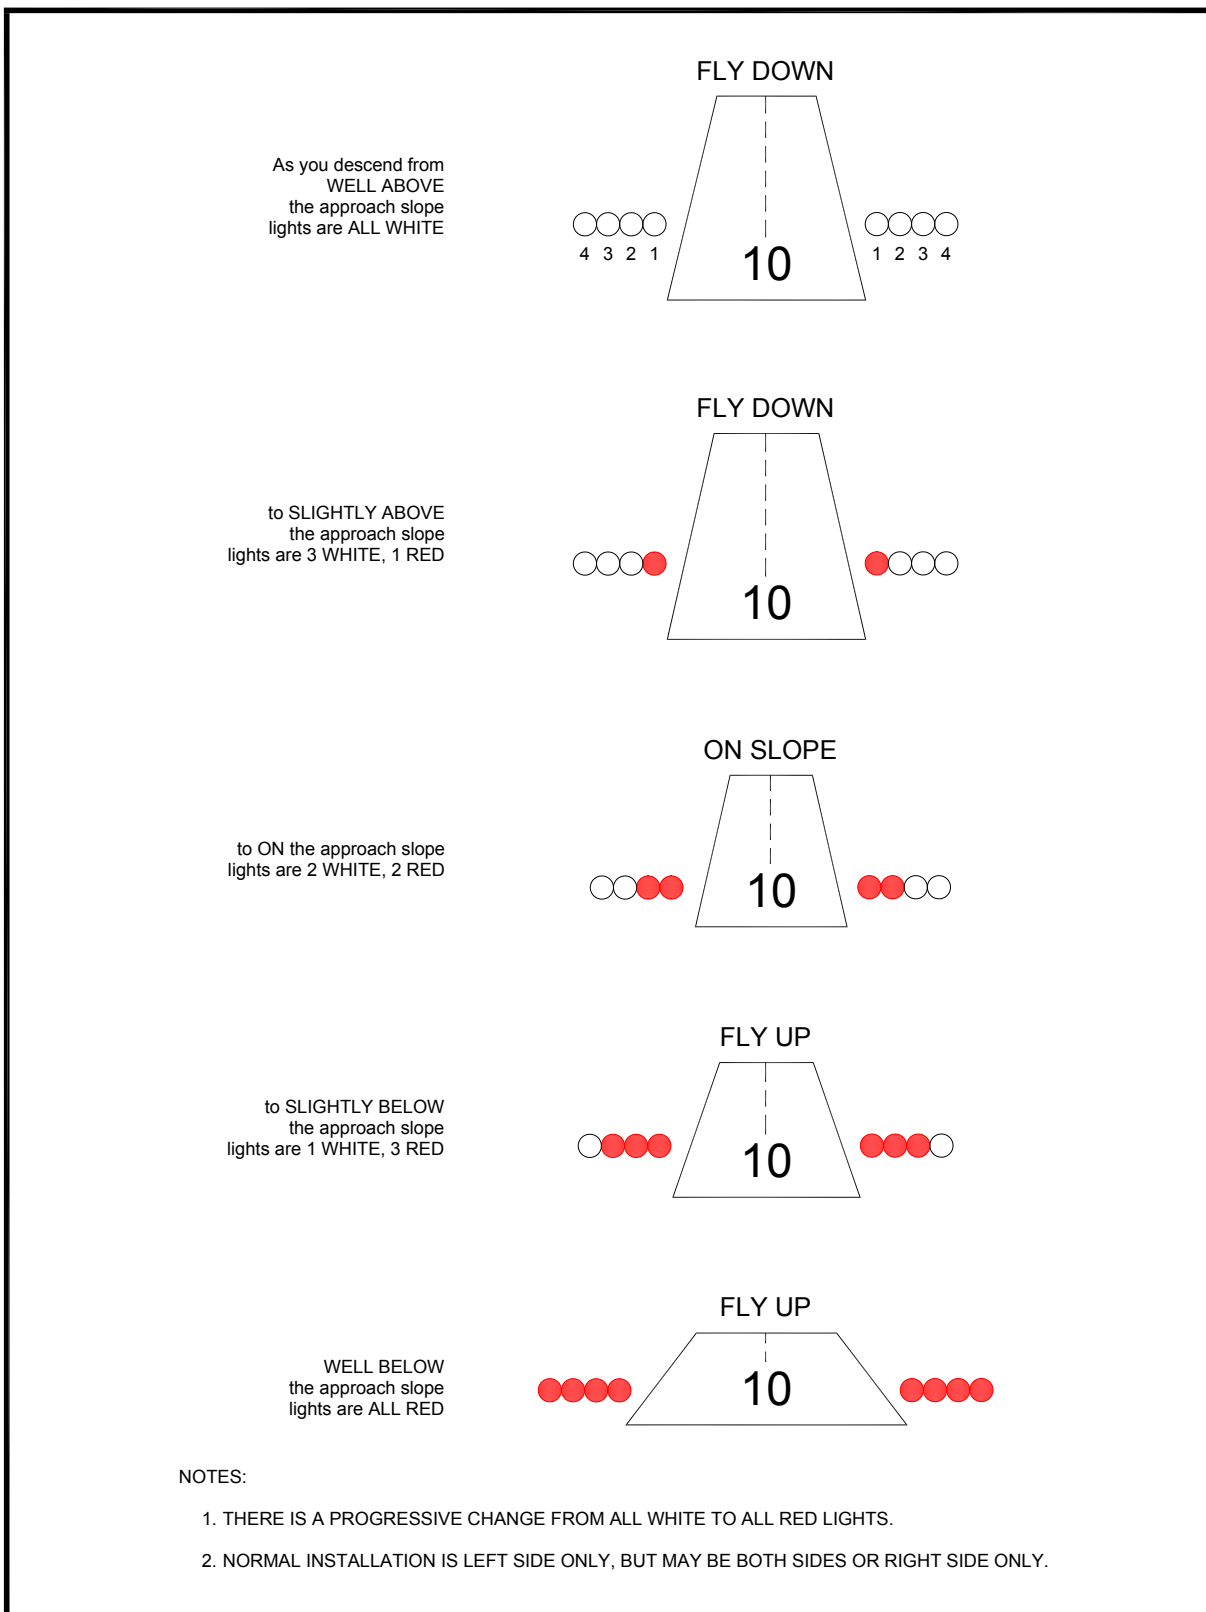 FLY DOWN
As you descend from
WELL ABOVE
the approach slope
lights are ALL WHITE
4 3 2 1
10
1 2 3 4
FLY DOWN
to SLIGHTLY ABOVE
the approach slope
lights are 3 WHITE, 1 RED
10
ON SLOPE
to ON the approach slope
lights are 2 WHITE, 2 RED
10
FLY UP
to SLIGHTLY BELOW
the approach slope
lights are 1 WHITE, 3 RED
10
FLY UP
WELL BELOW
the approach slope
lights are ALL RED
10
NOTES:
1. THERE IS A PROGRESSIVE CHANGE FROM ALL WHITE TO ALL RED LIGHTS.
2. NORMAL INSTALLATION IS LEFT SIDE ONLY, BUT MAY BE BOTH SIDES OR RIGHT SIDE ONLY.